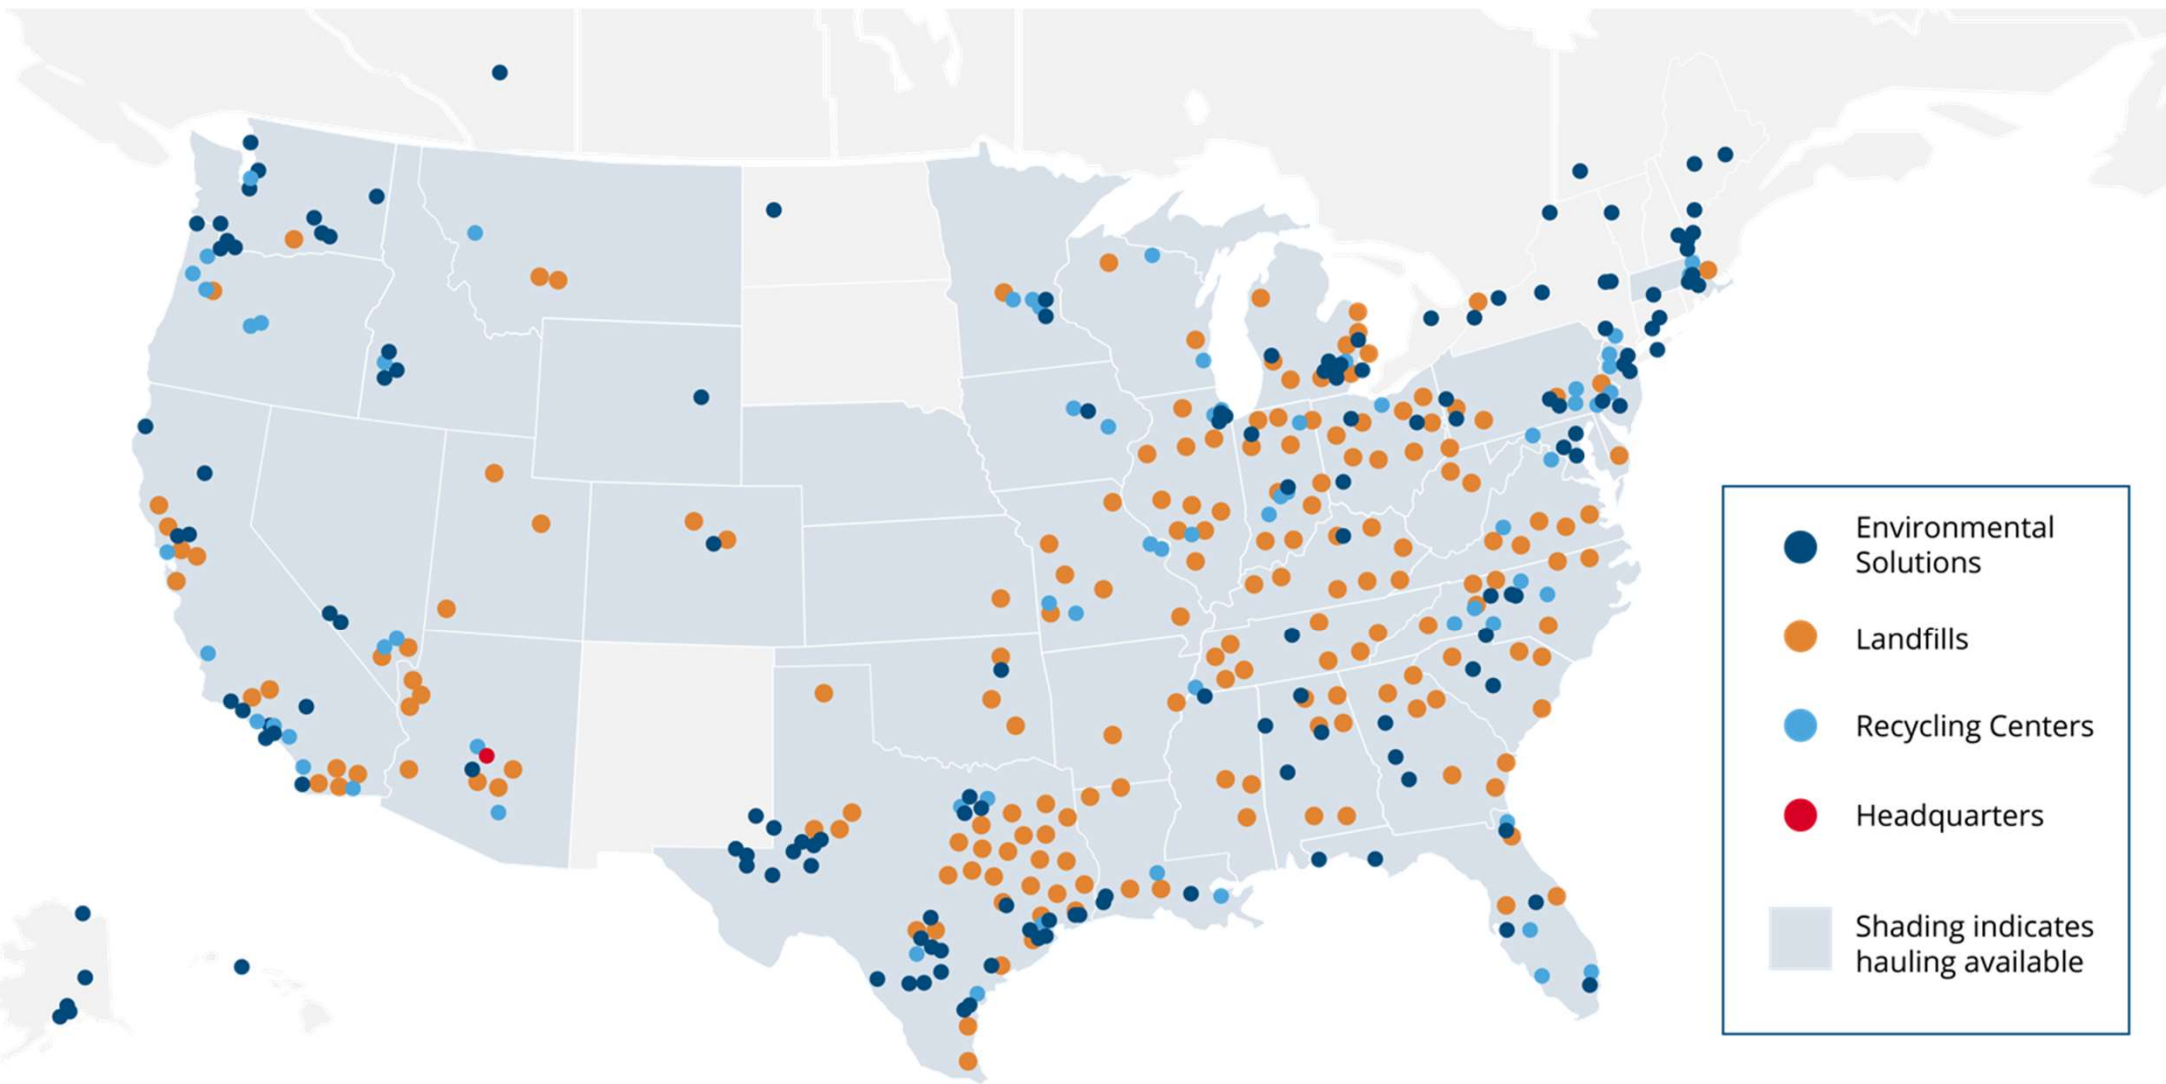 Environmental
Solutions
Landfills
Recycling Centers
Headquarters
Shading indicates
hauling available